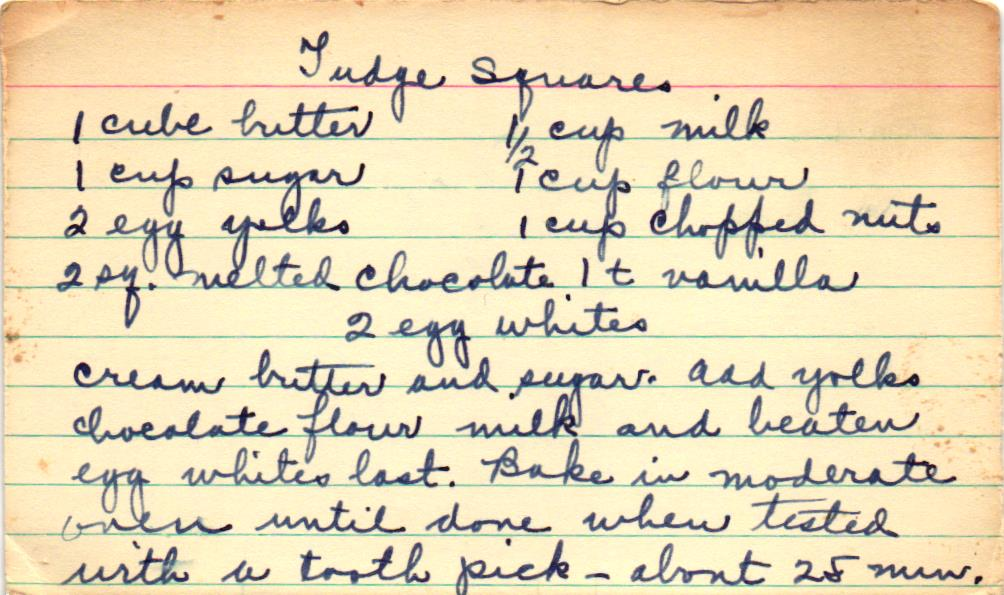 Fudge Squares
1 cube butter 1/2 cup milk
1 cup sugar 1 cup flour
2 egg yolks 1 cup chopped nuts
2 sq. melted chocolate 1 t vanilla
2 egg whites
cream butter and sugar. add yolks
chocolate flour milk and beaten
egg whites last. Bake in moderate
oven until done when tested
with a tooth pick - about 25 min.